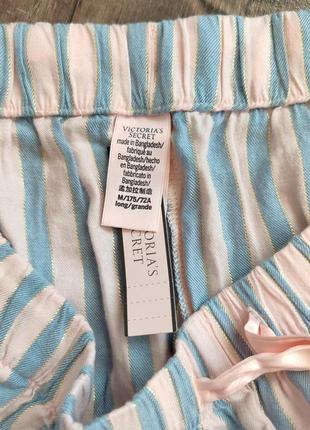 VICTORIA'S
SECRET
made in Bangladesh/
fabriqué au
Bangladesh/hecho
en Bangladesh/
fabbricato in
Bangladesh/
孟加拉制造
M/175/72A
long/grande
VICTORIA'S
SECRET